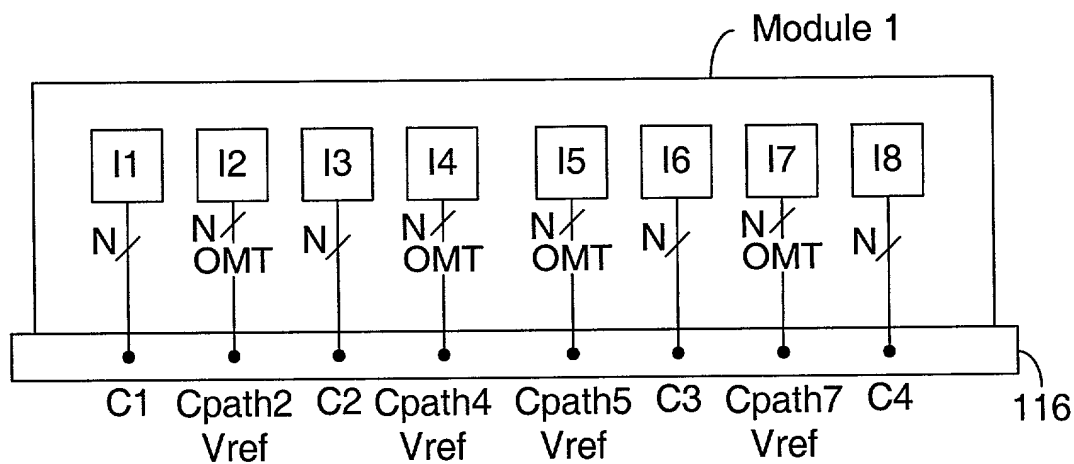 Module 1
I1 I2 I3 I4 I5 I6 I7 I8
N N N N N N N N
OMT OMT OMT OMT
C1 Cpath2 C2 Cpath4 Cpath5 C3 Cpath7 C4
Vref Vref Vref Vref
116